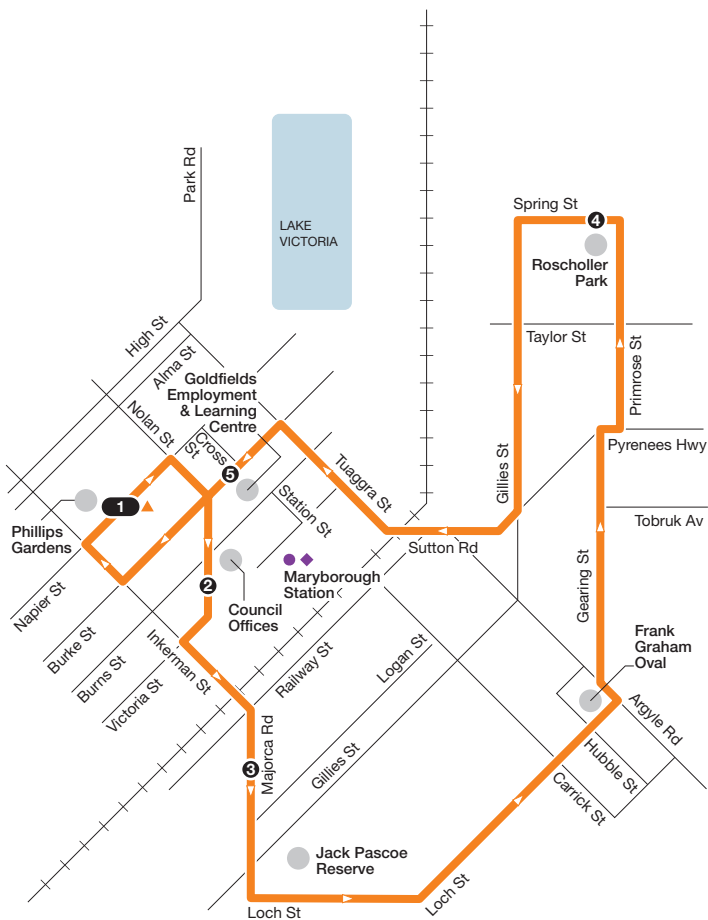 Park Rd
LAKE
VICTORIA
Spring St
4
Roscholler
Park
Taylor St
Primrose St
High St
Alma St
Goldfields
Employment
& Learning
Centre
Nolan St
Cross
St
5
Tuaggra St
Gillies St
Pyrenees Hwy
1
Station St
Tobruk Av
Phillips
Gardens
Sutton Rd
Maryborough
Station
2
Council
Offices
Gearing St
Napier St
Burke St
Burns St
Victoria St
Inkerman St
Railway St
Logan St
Frank
Graham
Oval
Argyle Rd
Majorca Rd
3
Gillies St
Hubble St
Carrick St
Jack Pascoe
Reserve
Loch St
Loch St